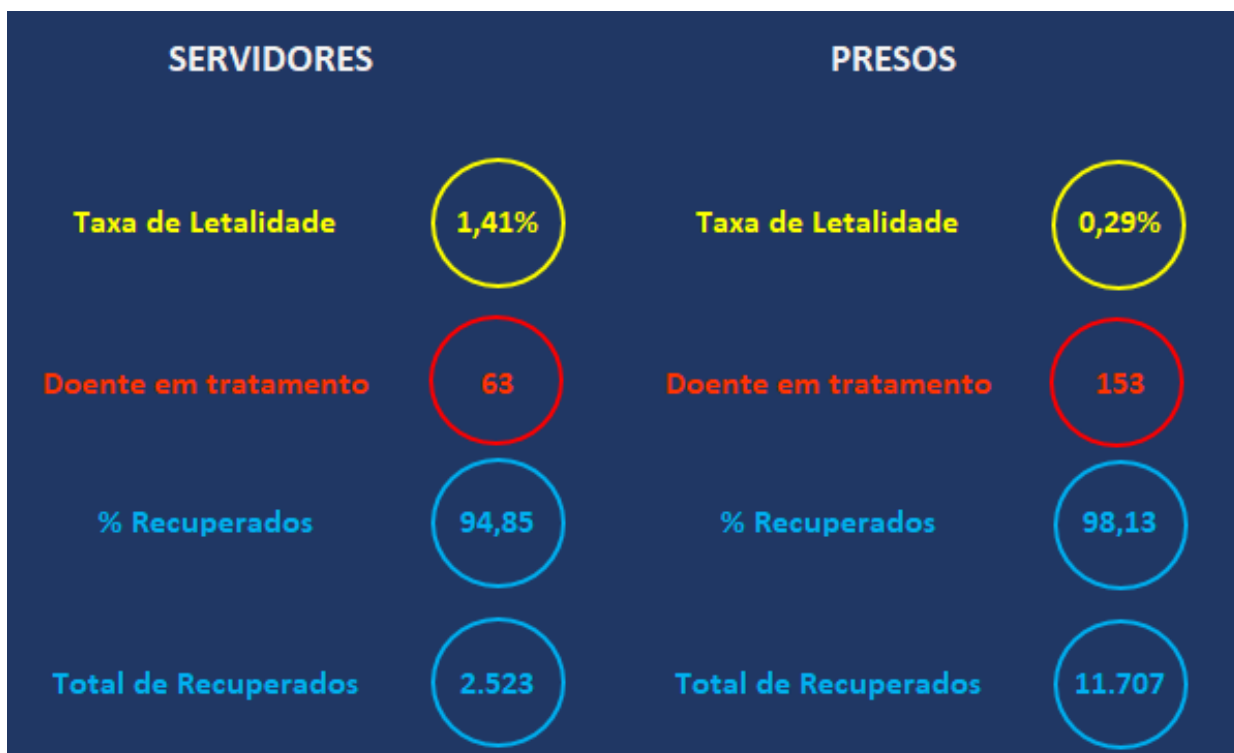 SERVIDORES
Taxa de Letalidade 1,41%
Doente em tratamento 63
% Recuperados 94,85
Total de Recuperados 2.523
PRESOS
Taxa de Letalidade 0,29%
Doente em tratamento 153
% Recuperados 98,13
Total de Recuperados 11.707